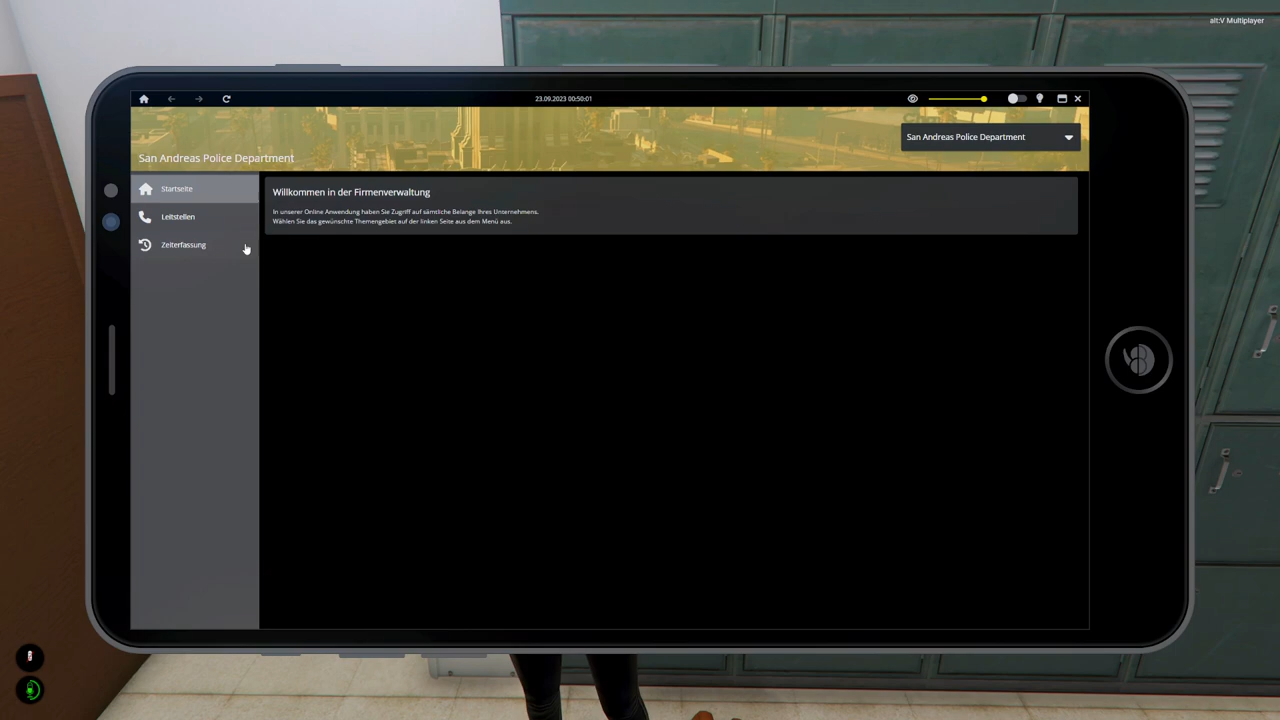 alt:V Multiplayer
23.09.2023 00:50:01
San Andreas Police Department
San Andreas Police Department
Startseite
Leitstellen
Zeiterfassung
Willkommen in der Firmenverwaltung
In unserer Online Anwendung haben Sie Zugriff auf sämtliche Belange Ihres Unternehmens.
Wählen Sie das gewünschte Themengebiet auf der linken Seite aus dem Menü aus.